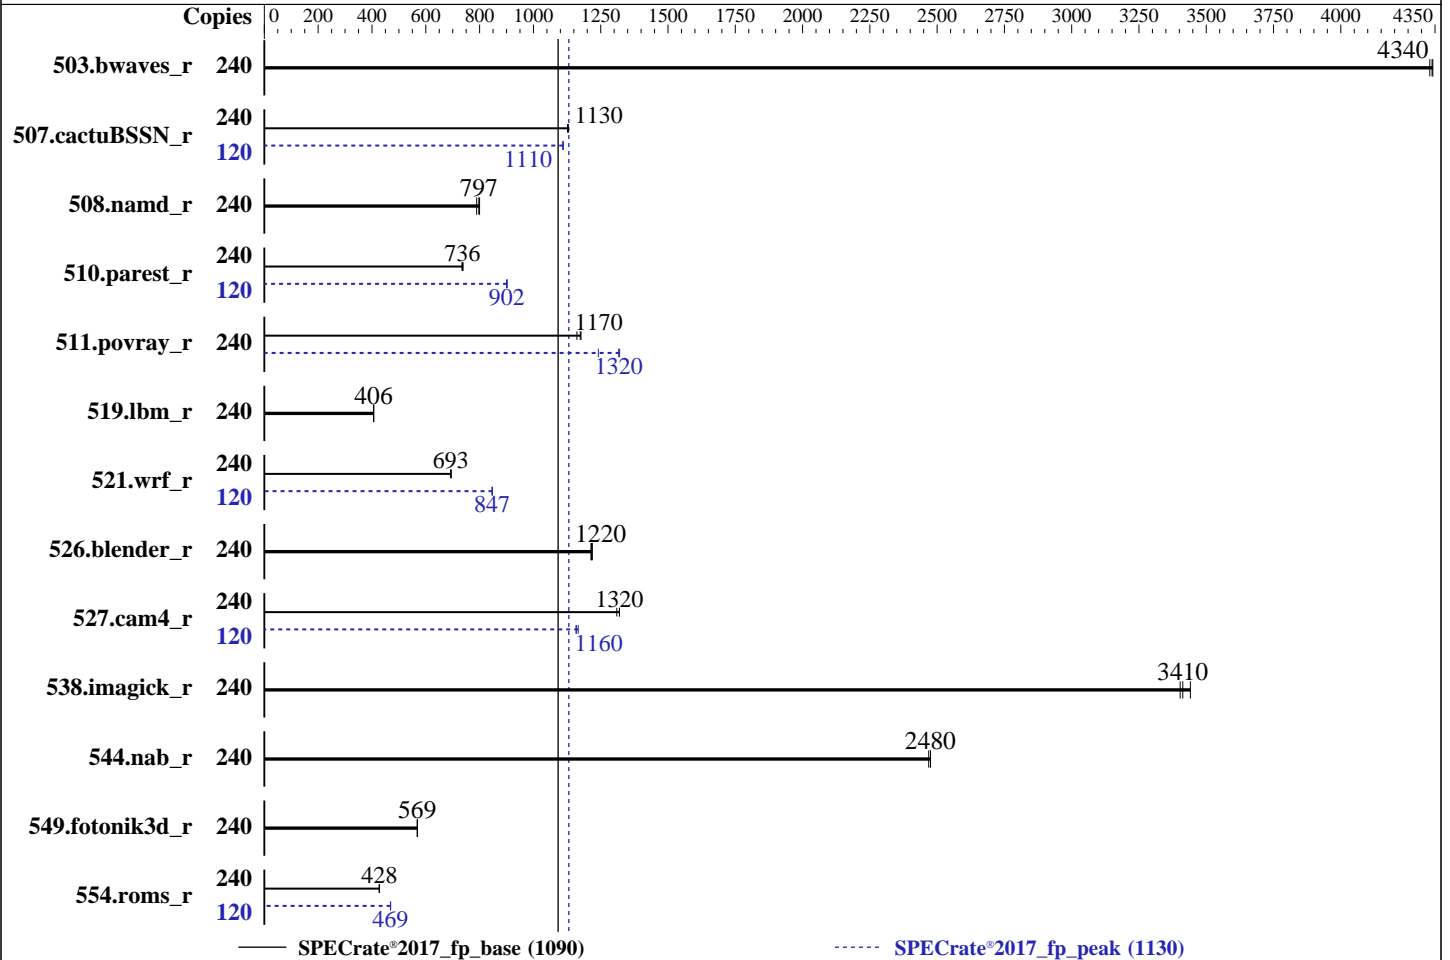 Copies 0 200 400 600 800 1000 1250 1500 1750 2000 2250 2500 2750 3000 3250 3500 3750 4000 4350
503.bwaves_r 240 4340
507.cactuBSSN_r 240 1130
120 1110
508.namd_r 240 797
510.parest_r 240 736
120 902
511.povray_r 240 1170
1320
519.lbm_r 240 406
521.wrf_r 240 693
120 847
526.blender_r 240 1220
527.cam4_r 240 1320
120 1160
538.imagick_r 240 3410
544.nab_r 240 2480
549.fotonik3d_r 240 569
554.roms_r 240 428
120 469
SPECrate®2017_fp_base (1090) SPECrate®2017_fp_peak (1130)